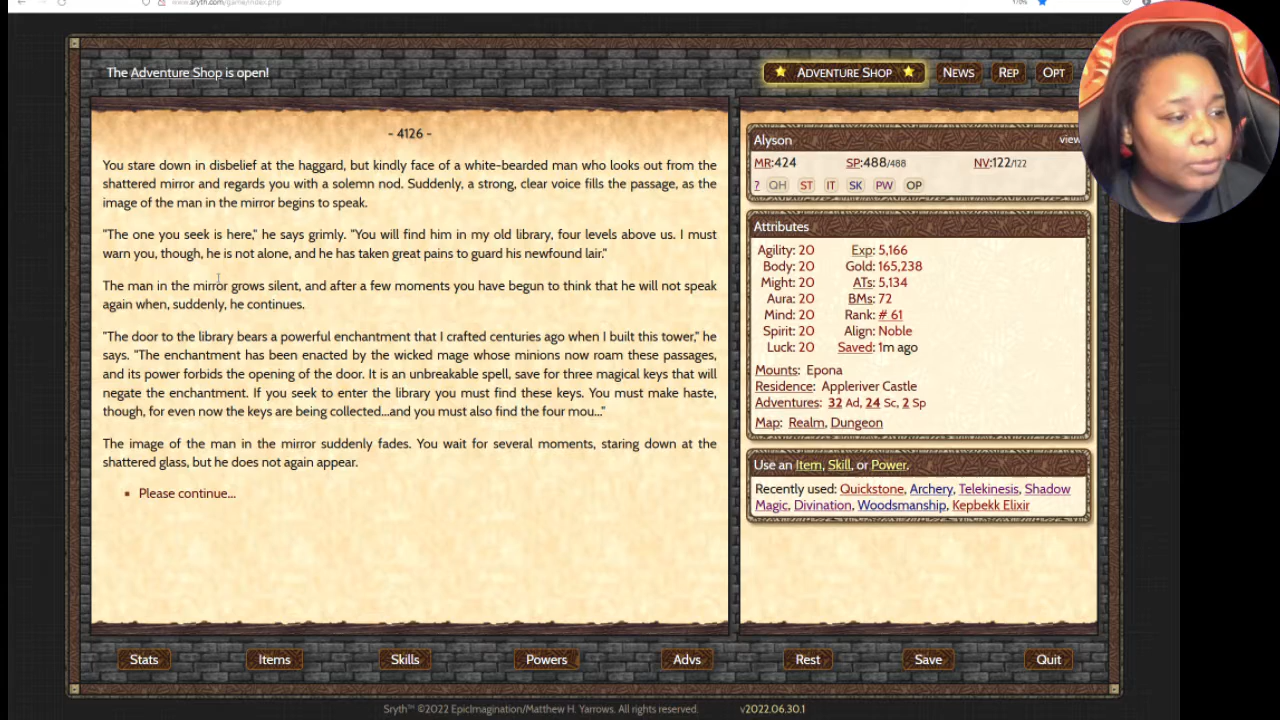 www.sryth.com/game/index.php
170%
The Adventure Shop is open!
ADVENTURE SHOP
NEWS
REP
OPT
- 4126 -
You stare down in disbelief at the haggard, but kindly face of a white-bearded man who looks out from the
shattered mirror and regards you with a solemn nod. Suddenly, a strong, clear voice fills the passage, as the
image of the man in the mirror begins to speak.
"The one you seek is here," he says grimly. "You will find him in my old library, four levels above us. I must
warn you, though, he is not alone, and he has taken great pains to guard his newfound lair."
The man in the mirror grows silent, and after a few moments you have begun to think that he will not speak
again when, suddenly, he continues.
"The door to the library bears a powerful enchantment that I crafted centuries ago when I built this tower," he
says. "The enchantment has been enacted by the wicked mage whose minions now roam these passages,
and its power forbids the opening of the door. It is an unbreakable spell, save for three magical keys that will
negate the enchantment. If you seek to enter the library you must find these keys. You must make haste,
though, for even now the keys are being collected...and you must also find the four mou..."
The image of the man in the mirror suddenly fades. You wait for several moments, staring down at the
shattered glass, but he does not again appear.
Please continue...
Alyson
view
MR:424 SP:488/488 NV:122/122
? QH ST IT SK PW OP
Attributes
Agility: 20 Exp: 5,166
Body: 20 Gold: 165,238
Might: 20 ATs: 5,134
Aura: 20 BMs: 72
Mind: 20 Rank: # 61
Spirit: 20 Align: Noble
Luck: 20 Saved: 1m ago
Mounts: Epona
Residence: Appleriver Castle
Adventures: 32 Ad, 24 Sc, 2 Sp
Map: Realm, Dungeon
Use an Item, Skill, or Power.
Recently used: Quickstone, Archery, Telekinesis, Shadow
Magic, Divination, Woodsmanship, Kepbekk Elixir
Stats
Items
Skills
Powers
Advs
Rest
Save
Quit
Sryth™ ©2022 EpicImagination/Matthew H. Yarrows. All rights reserved.
v2022.06.30.1